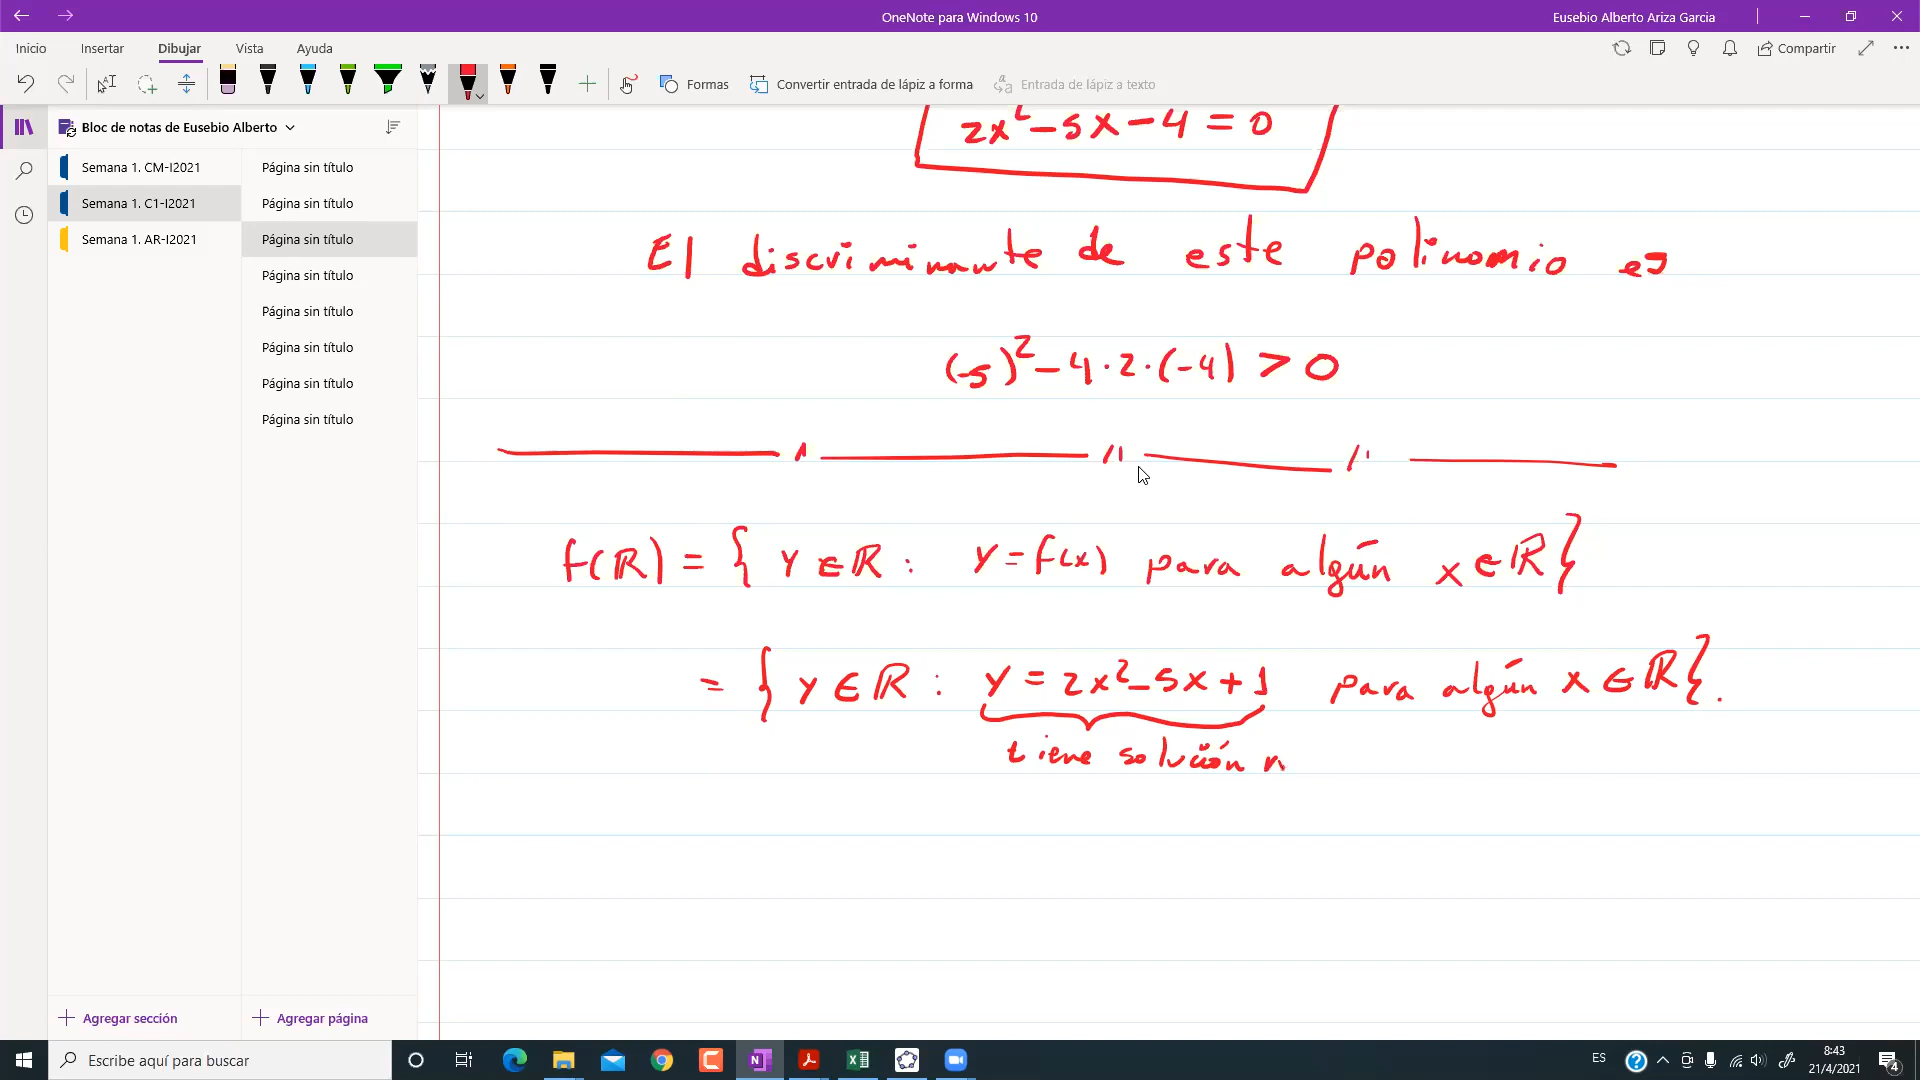 OneNote para Windows 10
Eusebio Alberto Ariza Garcia
Inicio Insertar Dibujar Vista Ayuda
Compartir
Formas Convertir entrada de lápiz a forma Entrada de lápiz a texto
Bloc de notas de Eusebio Alberto
Semana 1. CM-I2021
Semana 1. C1-I2021
Semana 1. AR-I2021
Página sin título
Página sin título
Página sin título
Página sin título
Página sin título
Página sin título
Página sin título
Página sin título
Agregar sección
Agregar página
2x² - 5x - 4 = 0
El discriminante de este polinomio es
(-5)² - 4·2·(-4) > 0
f(ℝ) = { y ∈ ℝ : y = f(x) para algún x ∈ ℝ }
= { y ∈ ℝ : y = 2x² - 5x + 1 para algún x ∈ ℝ }.
tiene solución
Escribe aquí para buscar
ES
8:43
21/4/2021
4